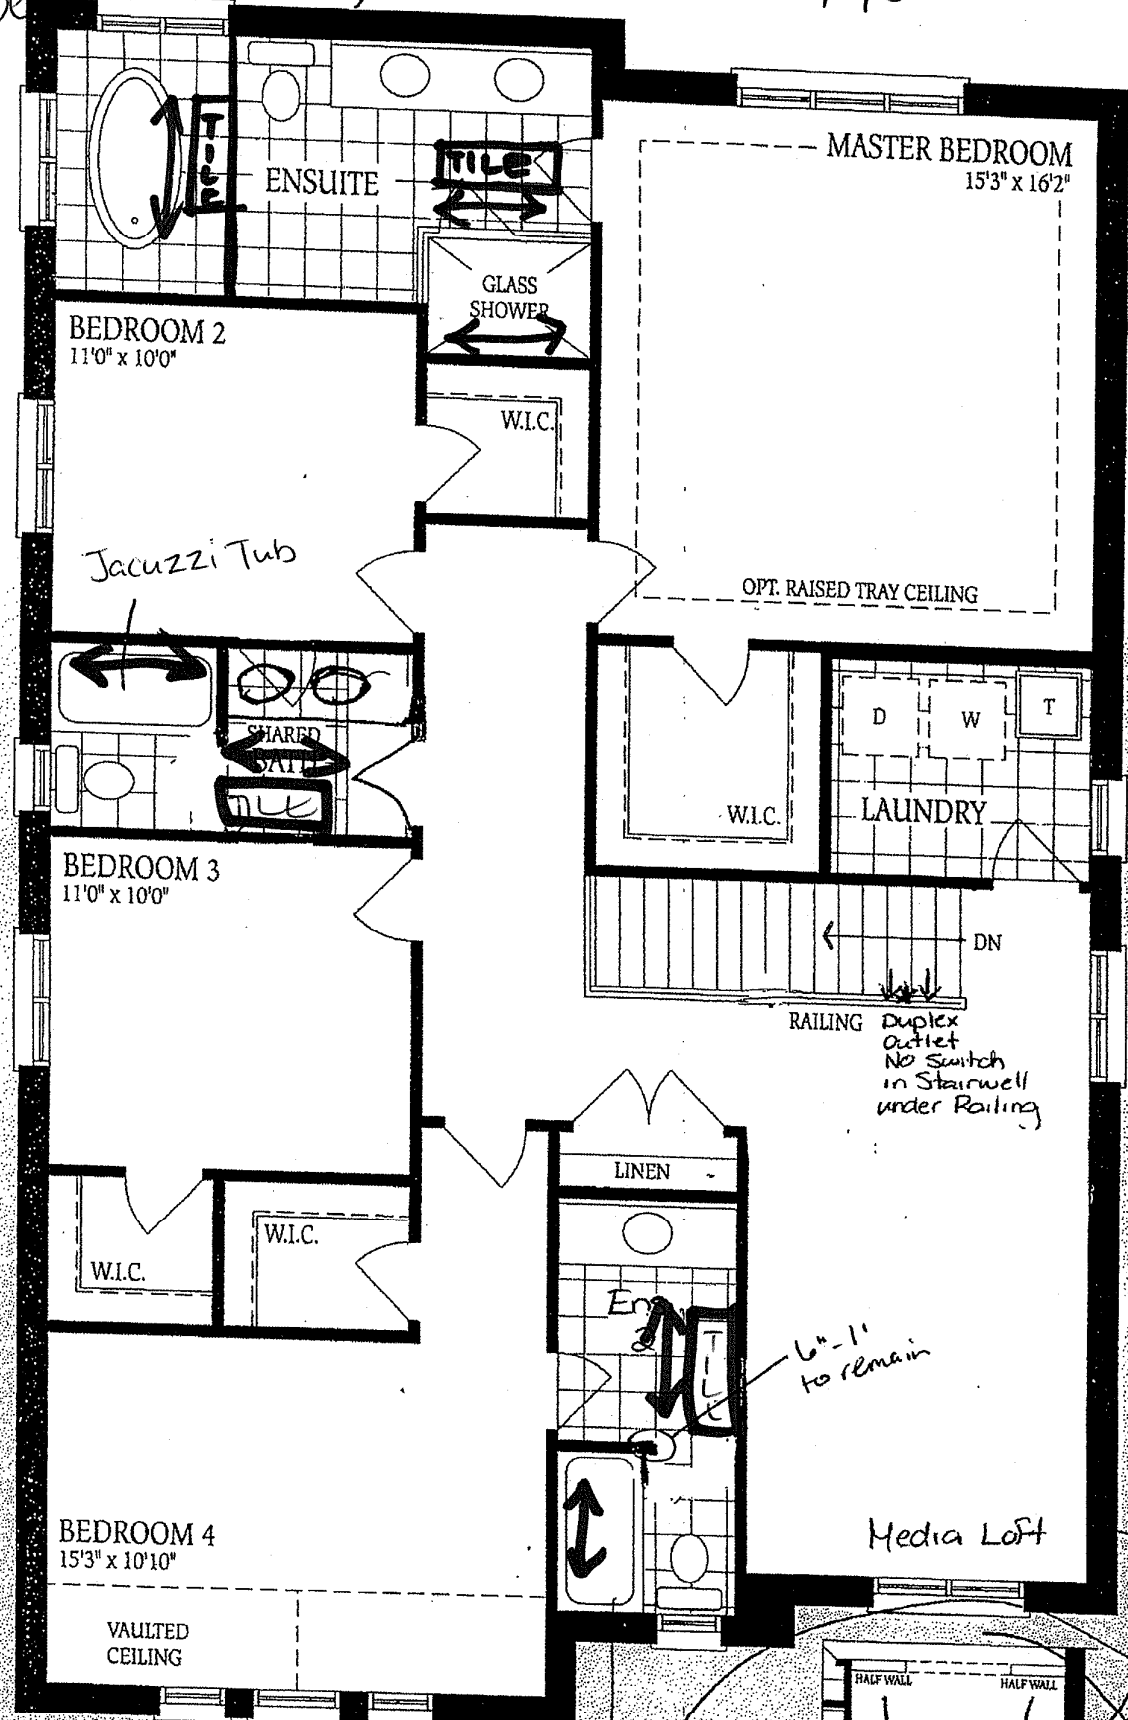 TILE
ENSUITE
TILE
MASTER BEDROOM
15'3" x 16'2"
GLASS
SHOWER
BEDROOM 2
11'0" x 10'0"
W.I.C.
Jacuzzi Tub
OPT. RAISED TRAY CEILING
SHARED
BATH
TILE
D
W
T
W.I.C.
LAUNDRY
BEDROOM 3
11'0" x 10'0"
DN
RAILING
Duplex
Outlet
No Switch
in Stairwell
under Railing
LINEN
W.I.C.
W.I.C.
Ens
2
TILE
6"-1'
to remain
BEDROOM 4
15'3" x 10'10"
Media Loft
VAULTED
CEILING
HALF WALL
HALF WALL